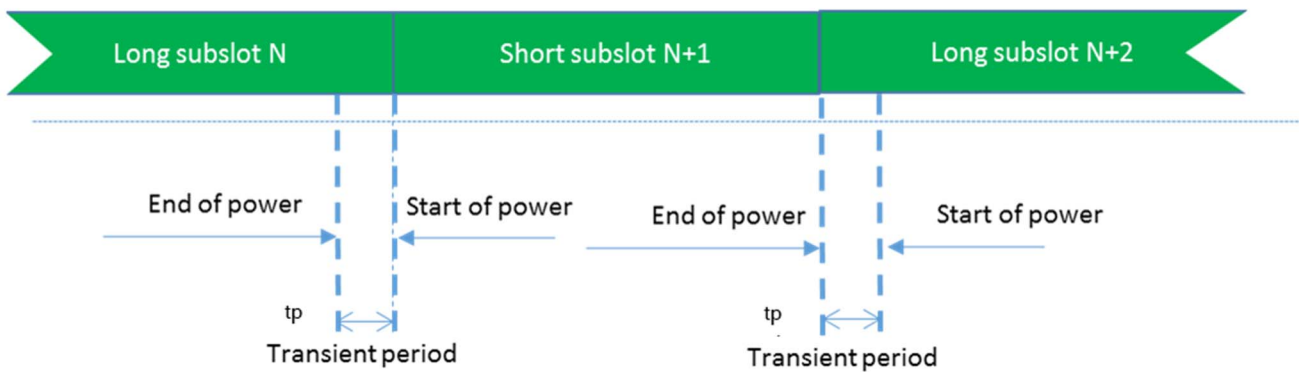 Long subslot N
Short subslot N+1
Long subslot N+2
End of power
Start of power
End of power
Start of power
tp
tp
Transient period
Transient period